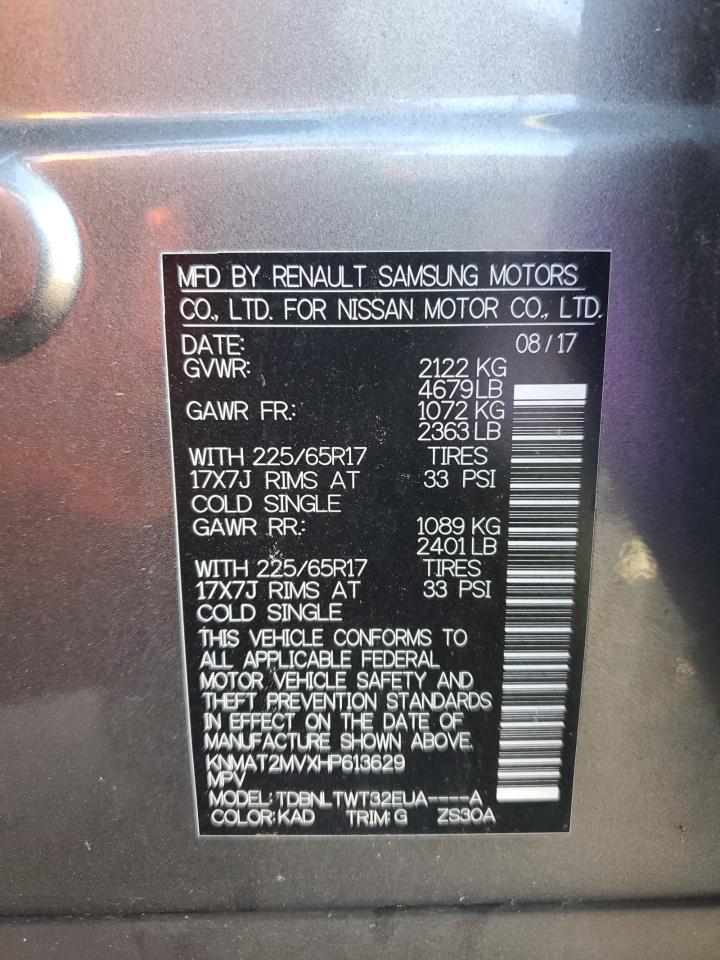 MFD BY RENAULT SAMSUNG MOTORS
CO., LTD. FOR NISSAN MOTOR CO., LTD.
DATE: 08/17
GVWR: 2122 KG
4679 LB
GAWR FR.: 1072 KG
2363 LB
WITH 225/65R17 TIRES
17X7J RIMS AT 33 PSI
COLD SINGLE
GAWR RR.: 1089 KG
2401 LB
WITH 225/65R17 TIRES
17X7J RIMS AT 33 PSI
COLD SINGLE
THIS VEHICLE CONFORMS TO
ALL APPLICABLE FEDERAL
MOTOR VEHICLE SAFETY AND
THEFT PREVENTION STANDARDS
IN EFFECT ON THE DATE OF
MANUFACTURE SHOWN ABOVE.
KNMAT2MVXHP613629
MPV
MODEL: TDBNLTWT32EUA----A
COLOR: KAD TRIM: G ZS30A